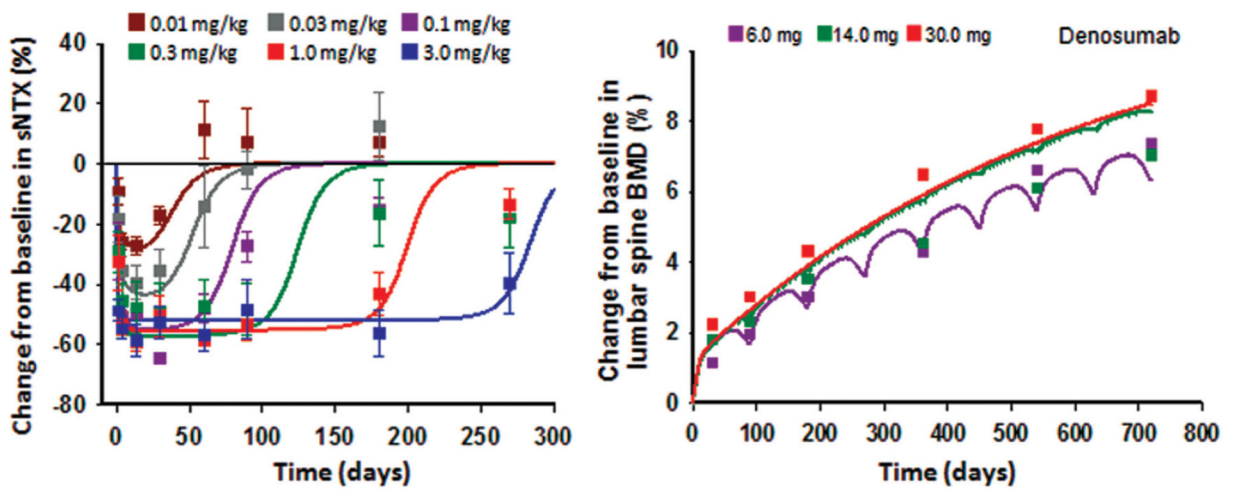 0.01 mg/kg 0.03 mg/kg 0.1 mg/kg
0.3 mg/kg 1.0 mg/kg 3.0 mg/kg
Change from baseline in sNTX (%)
40
20
0
-20
-40
-60
-80
0 50 100 150 200 250 300
Time (days)
6.0 mg 14.0 mg 30.0 mg Denosumab
Change from baseline in
lumbar spine BMD (% )
10
8
6
4
2
0
0 100 200 300 400 500 600 700 800
Time (days)